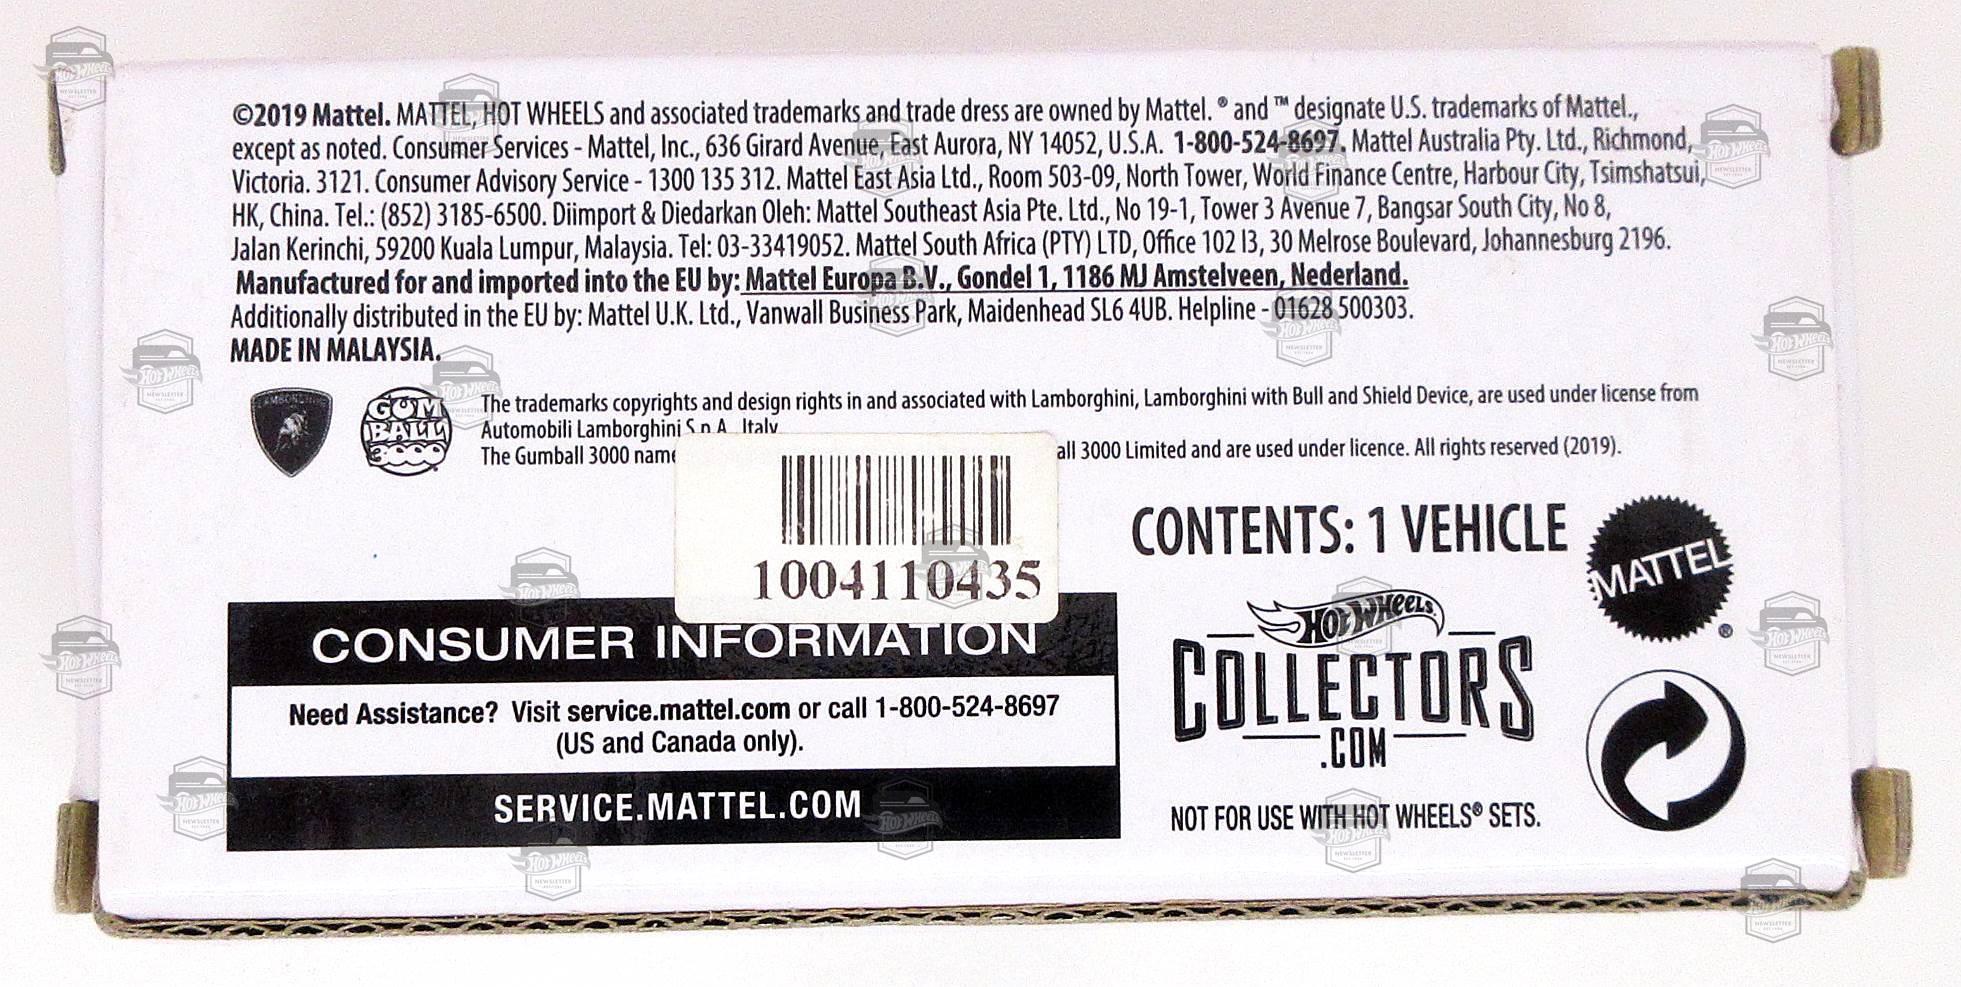 ©2019 Mattel. MATTEL, HOT WHEELS and associated trademarks and trade dress are owned by Mattel. ® and ™ designate U.S. trademarks of Mattel.,
except as noted. Consumer Services - Mattel, Inc., 636 Girard Avenue, East Aurora, NY 14052, U.S.A. 1-800-524-8697. Mattel Australia Pty. Ltd., Richmond,
Victoria. 3121. Consumer Advisory Service - 1300 135 312. Mattel East Asia Ltd., Room 503-09, North Tower, World Finance Centre, Harbour City, Tsimshatsui,
HK, China. Tel.: (852) 3185-6500. Diimport & Diedarkan Oleh: Mattel Southeast Asia Pte. Ltd., No 19-1, Tower 3 Avenue 7, Bangsar South City, No 8,
Jalan Kerinchi, 59200 Kuala Lumpur, Malaysia. Tel: 03-33419052. Mattel South Africa (PTY) LTD, Office 102 I3, 30 Melrose Boulevard, Johannesburg 2196.
Manufactured for and imported into the EU by: Mattel Europa B.V., Gondel 1, 1186 MJ Amstelveen, Nederland.
Additionally distributed in the EU by: Mattel U.K. Ltd., Vanwall Business Park, Maidenhead SL6 4UB. Helpline - 01628 500303.
MADE IN MALAYSIA.
LAMBORGHINI
GUM
BALL
3000
The trademarks copyrights and design rights in and associated with Lamborghini, Lamborghini with Bull and Shield Device, are used under license from
Automobili Lamborghini S.p.A., Italy
The Gumball 3000 name all 3000 Limited and are used under licence. All rights reserved (2019).
1004110435
CONTENTS: 1 VEHICLE
MATTEL
®
CONSUMER INFORMATION
Need Assistance? Visit service.mattel.com or call 1-800-524-8697
(US and Canada only).
SERVICE.MATTEL.COM
Hot Wheels
COLLECTORS
.COM
NOT FOR USE WITH HOT WHEELS® SETS.